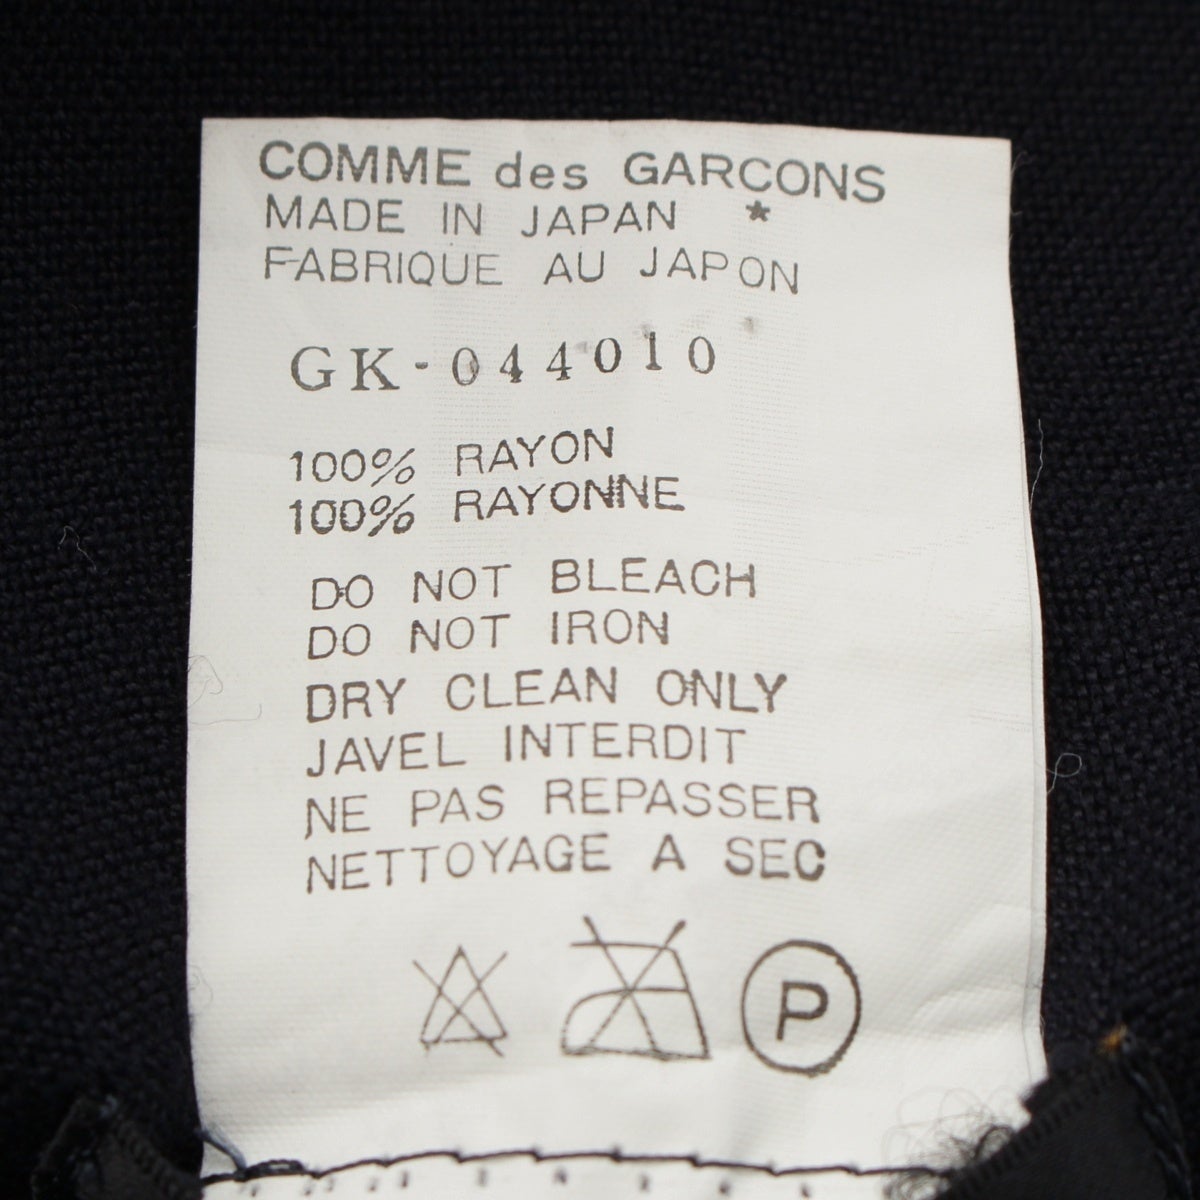 COMME des GARCONS
MADE IN JAPAN *
FABRIQUE AU JAPON
GK-044010
100% RAYON
100% RAYONNE
DO NOT BLEACH
DO NOT IRON
DRY CLEAN ONLY
JAVEL INTERDIT
NE PAS REPASSER
NETTOYAGE A SEC
P